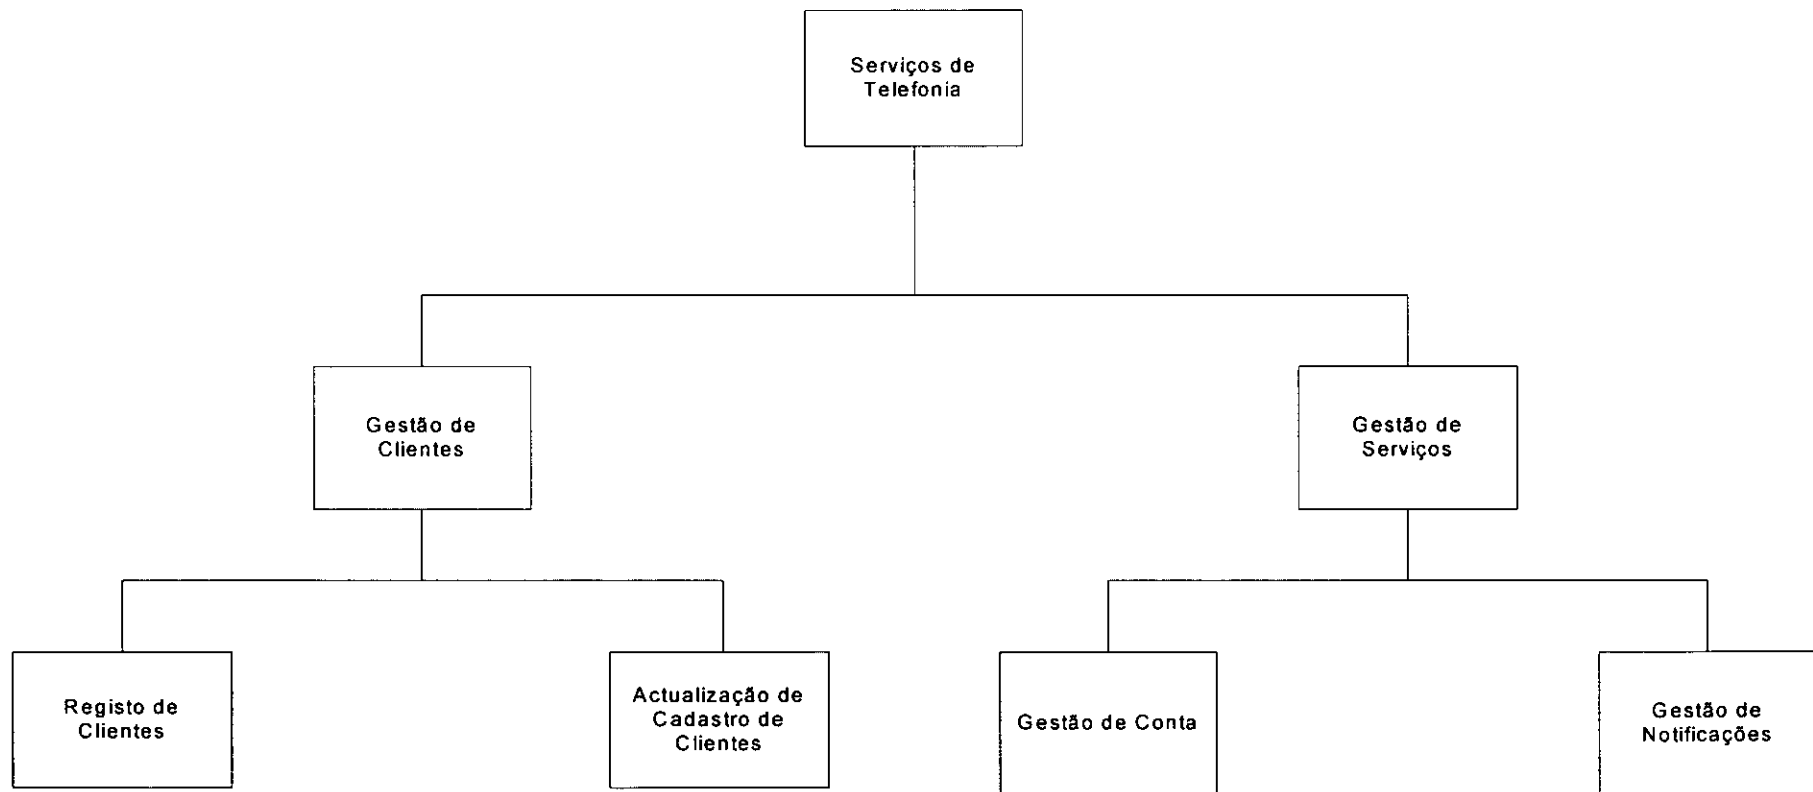 Serviços de
Telefonia
Gestão de
Clientes
Gestão de
Serviços
Registo de
Clientes
Actualização de
Cadastro de
Clientes
Gestão de Conta
Gestão de
Notificações